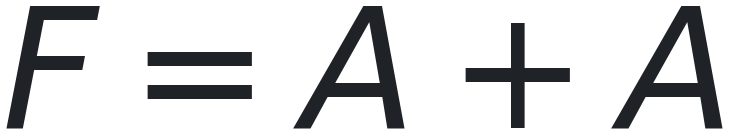 F = A + A